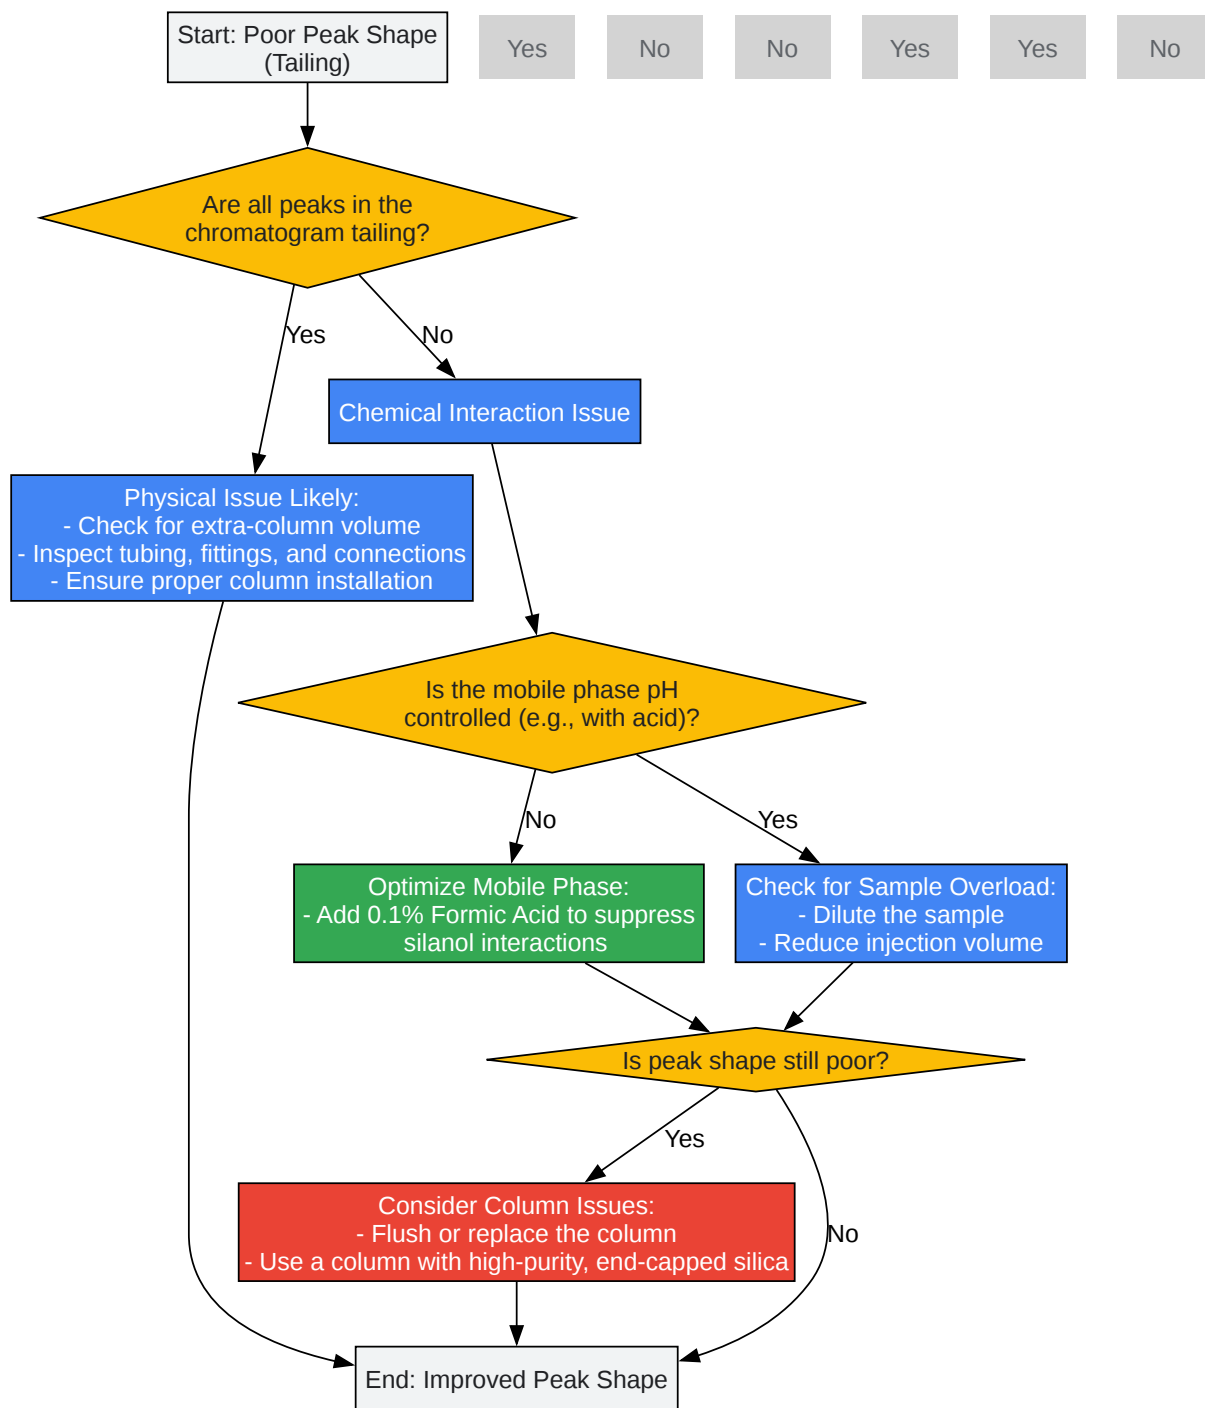 Start: Poor Peak Shape
(Tailing)
Yes
No
No
Yes
Yes
No
Are all peaks in the
chromatogram tailing?
Yes
No
Chemical Interaction Issue
Physical Issue Likely:
- Check for extra-column volume
- Inspect tubing, fittings, and connections
- Ensure proper column installation
Is the mobile phase pH
controlled (e.g., with acid)?
No
Yes
Optimize Mobile Phase:
- Add 0.1% Formic Acid to suppress
silanol interactions
Check for Sample Overload:
- Dilute the sample
- Reduce injection volume
Is peak shape still poor?
Yes
No
Consider Column Issues:
- Flush or replace the column
- Use a column with high-purity, end-capped silica
End: Improved Peak Shape